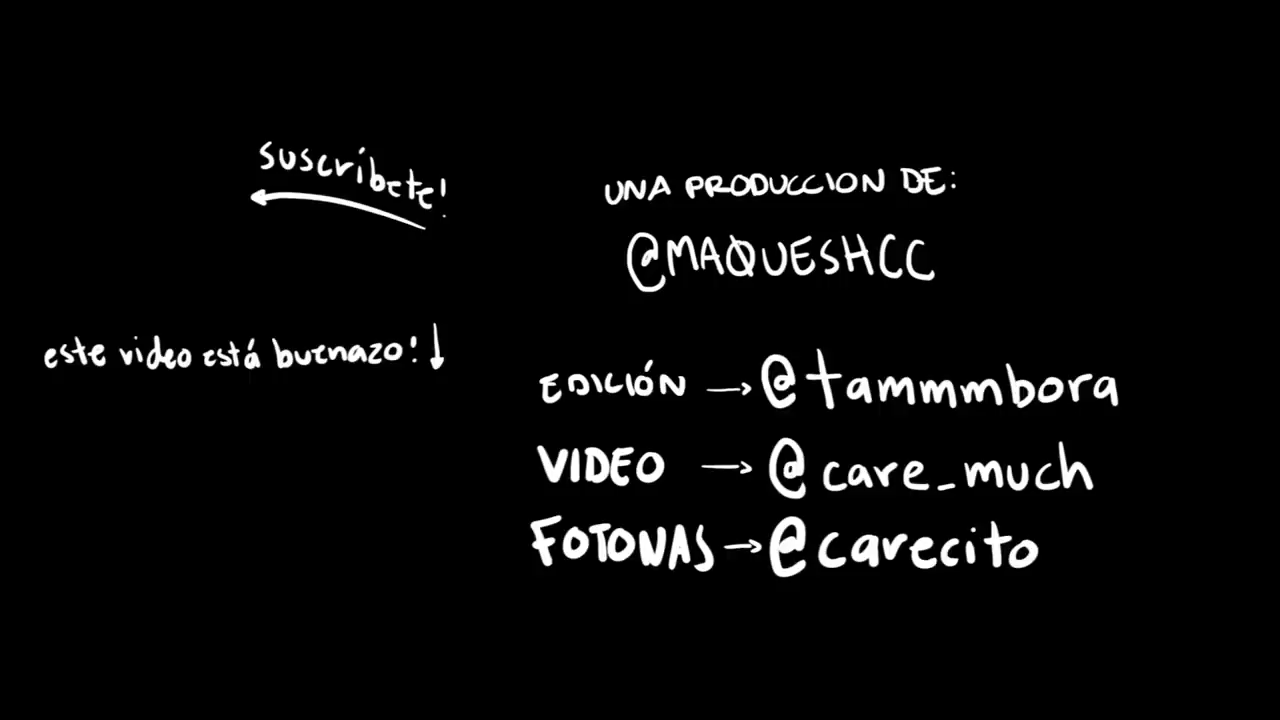 suscríbete!
este video está buenazo!
UNA PRODUCCION DE:
@MAQUESHCC
EDICIÓN → @tammmbora
VIDEO → @care_much
FOTONAS → @carecito